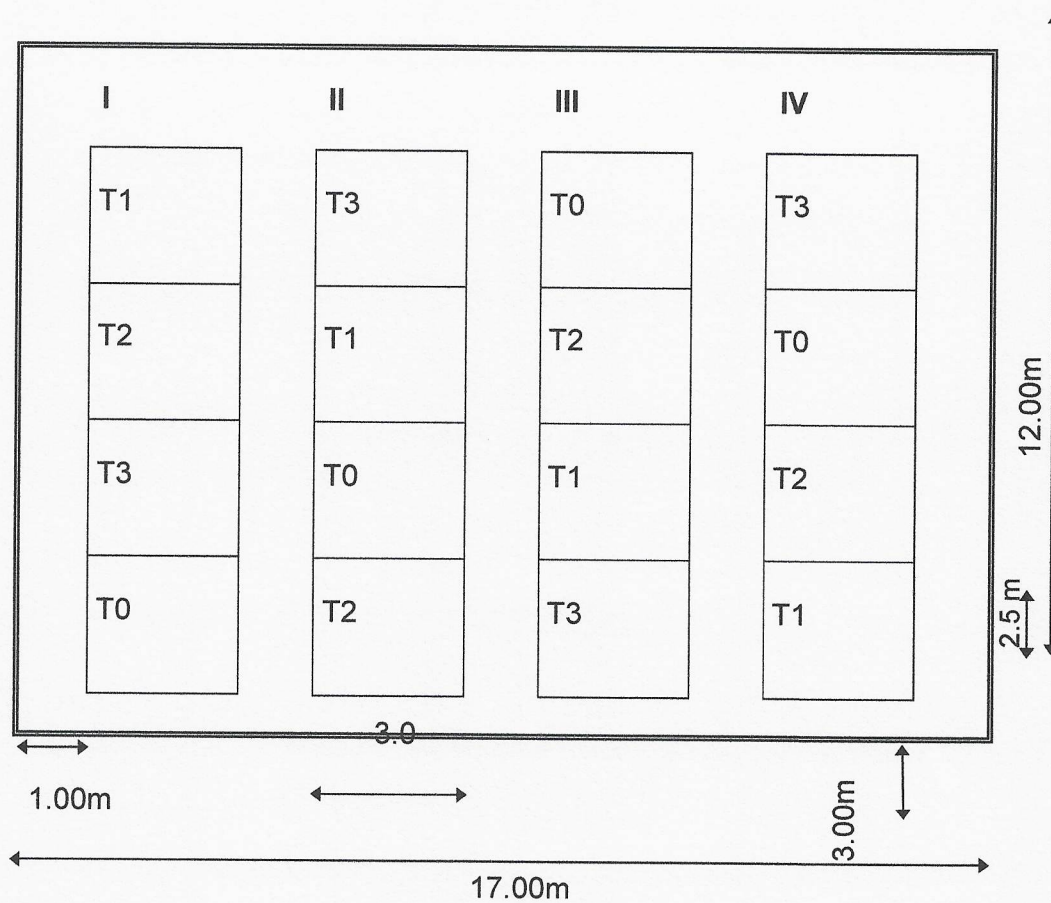 I II III IV
T1 T3 T0 T3
T2 T1 T2 T0
T3 T0 T1 T2
T0 T2 T3 T1
12.00m
2.5 m
3.0
1.00m
3.00m
17.00m